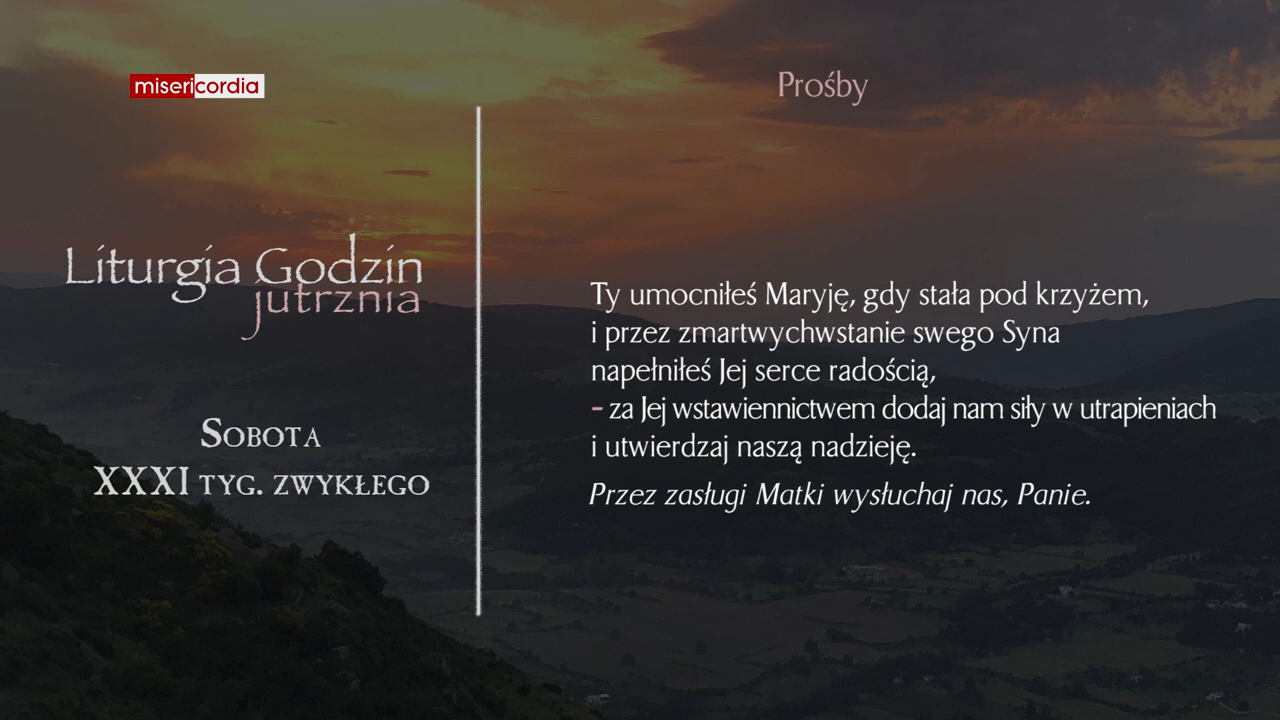 misericordia
Liturgia Godzin
jutrznia
Sobota
XXXI tyg. zwykłego
Prośby
Ty umocniłeś Maryję, gdy stała pod krzyżem,
i przez zmartwychwstanie swego Syna
napełniłeś Jej serce radością,
- za Jej wstawiennictwem dodaj nam siły w utrapieniach
i utwierdzaj naszą nadzieję.
Przez zasługi Matki wysłuchaj nas, Panie.